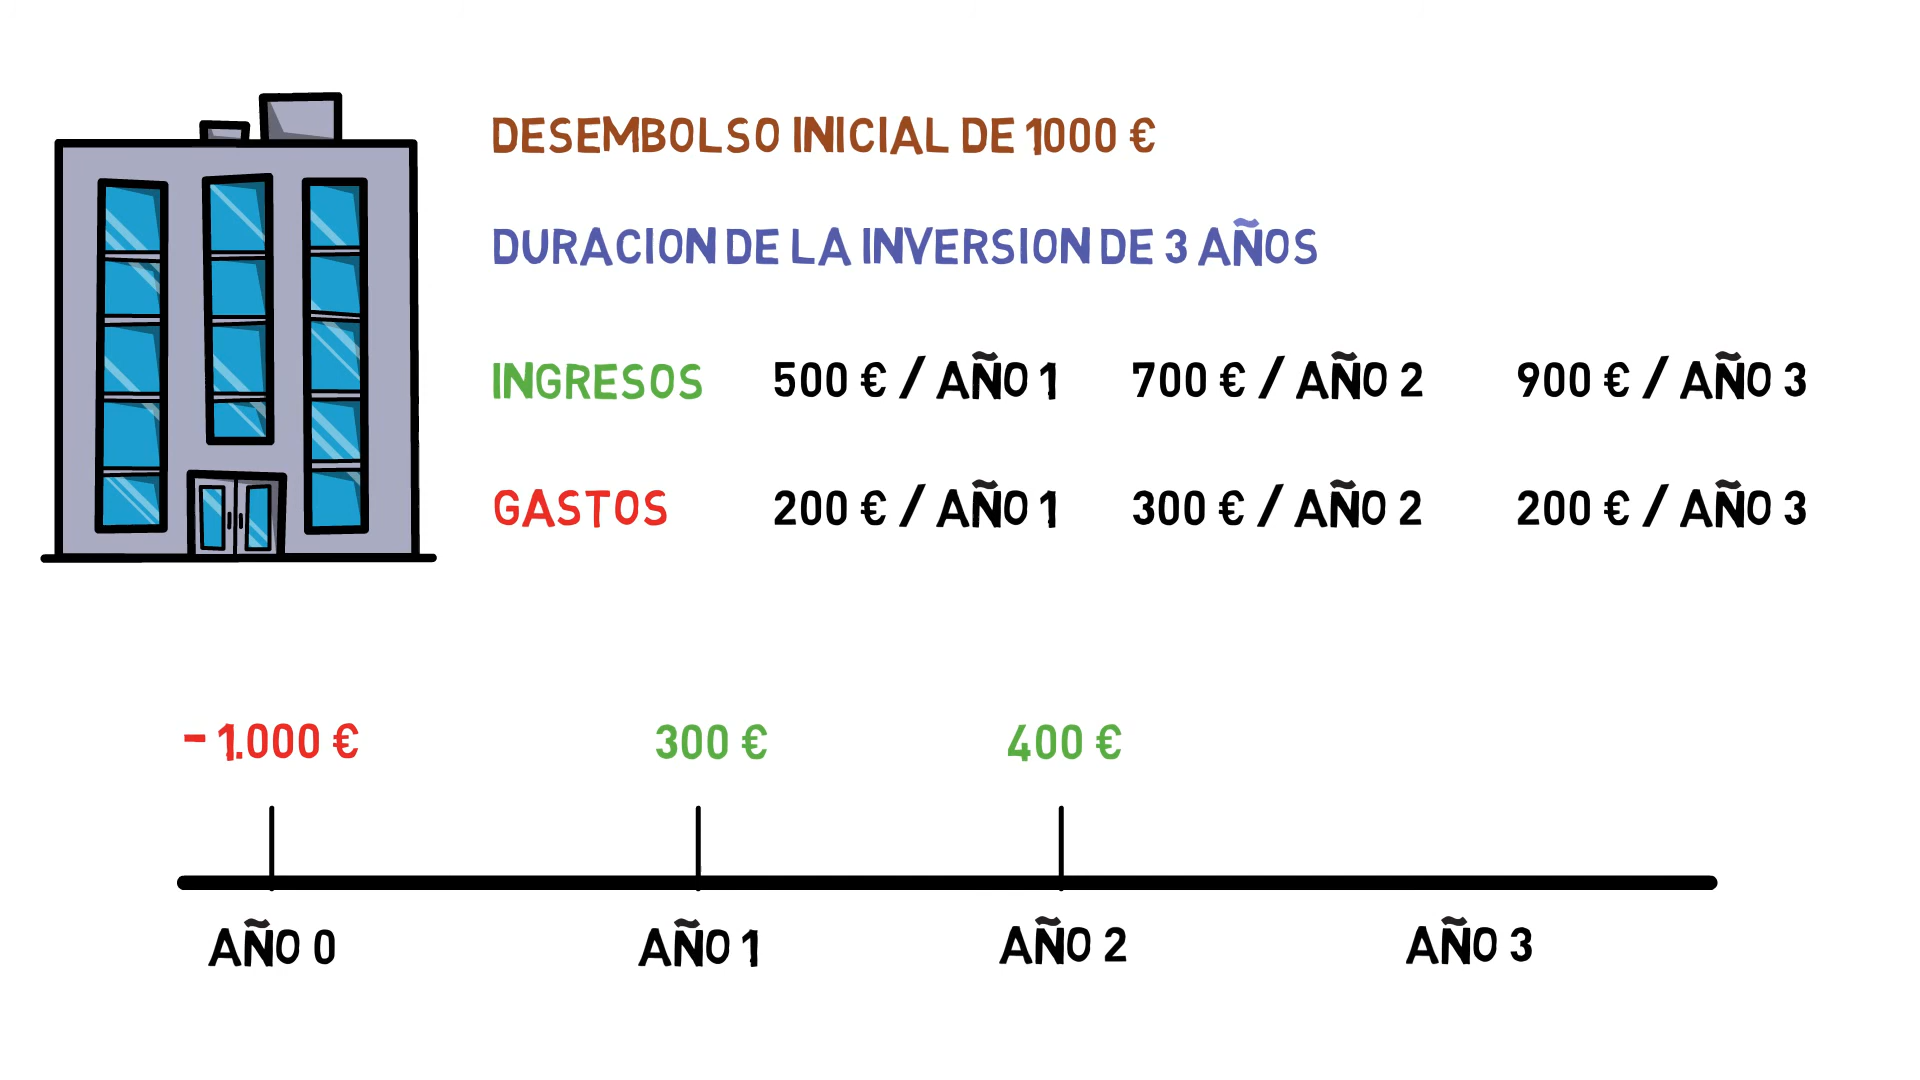 DESEMBOLSO INICIAL DE 1000 €
DURACION DE LA INVERSION DE 3 AÑOS
INGRESOS 500 € / AÑO 1 700 € / AÑO 2 900 € / AÑO 3
GASTOS 200 € / AÑO 1 300 € / AÑO 2 200 € / AÑO 3
- 1.000 € 300 € 400 €
AÑO 0 AÑO 1 AÑO 2 AÑO 3